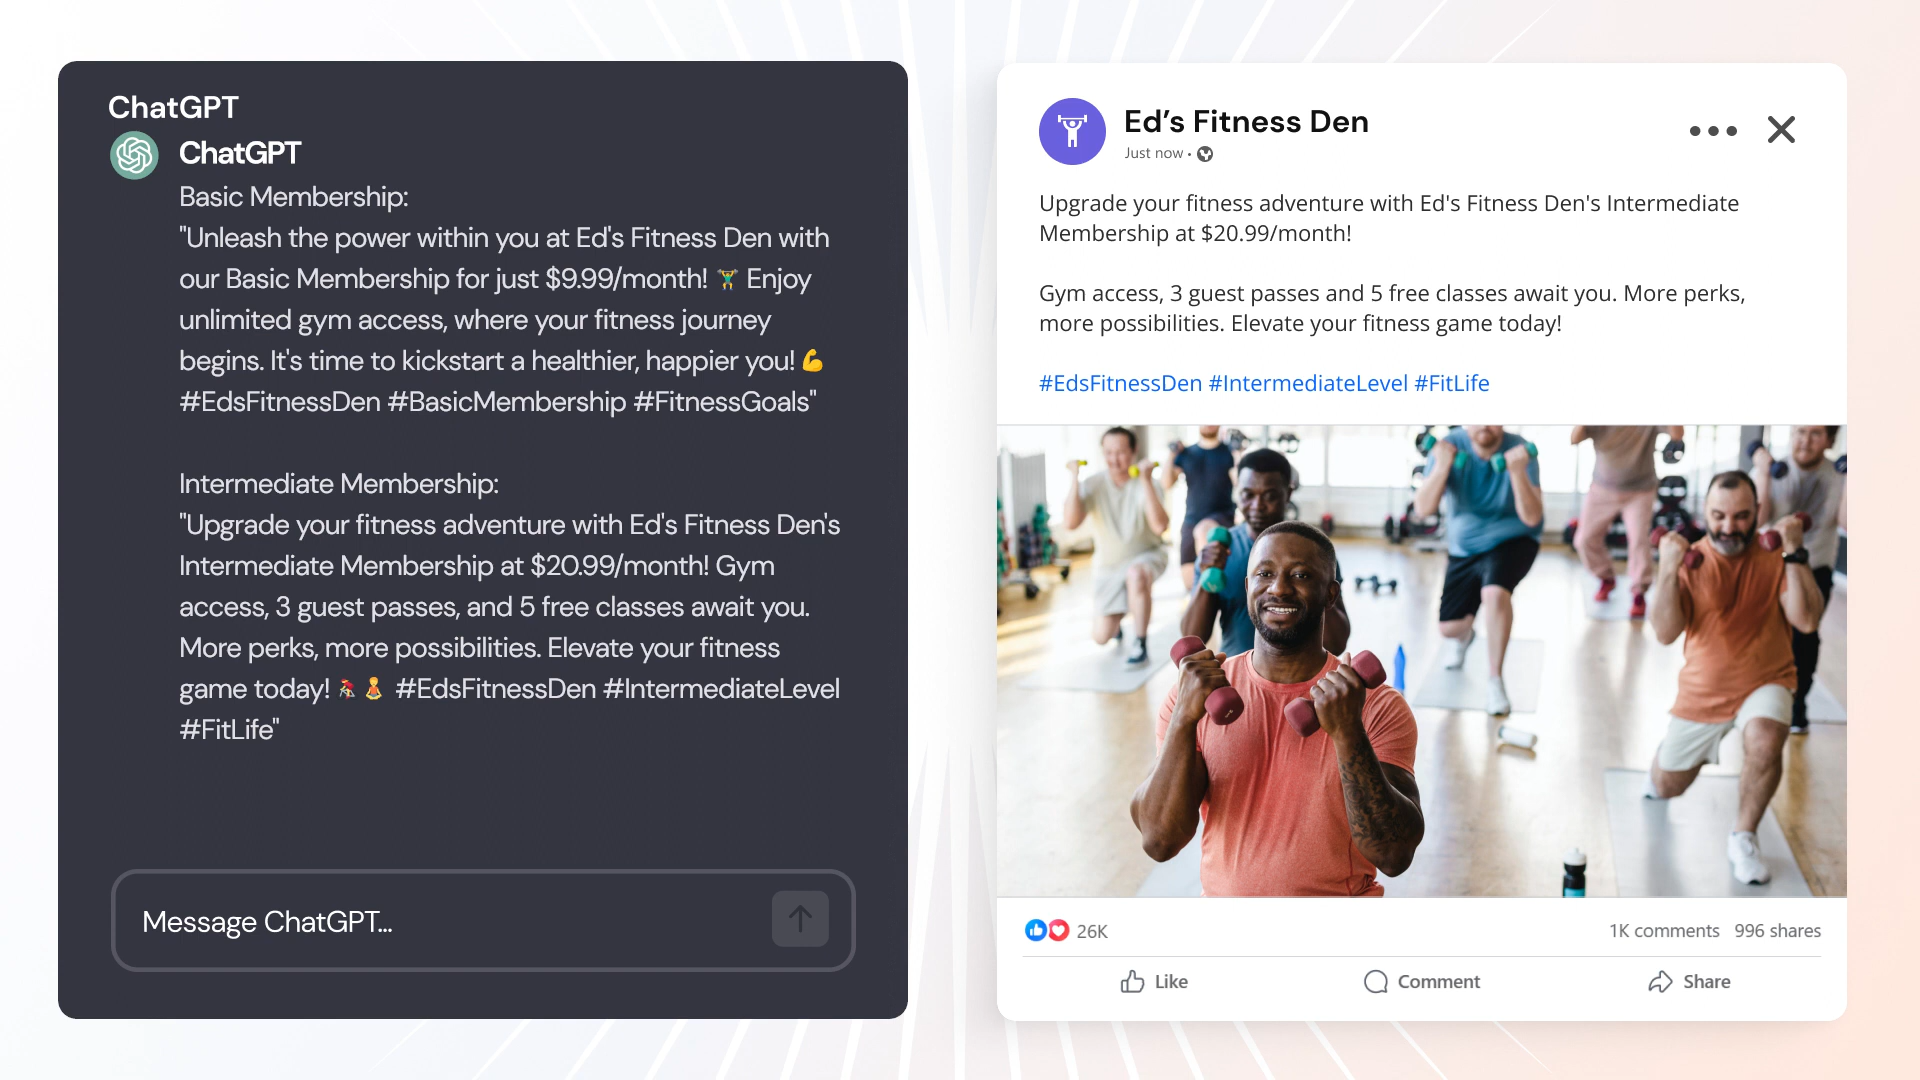 ChatGPT
ChatGPT
Basic Membership:
"Unleash the power within you at Ed's Fitness Den with
our Basic Membership for just $9.99/month! 🏋️ Enjoy
unlimited gym access, where your fitness journey
begins. It's time to kickstart a healthier, happier you! 💪
#EdsFitnessDen #BasicMembership #FitnessGoals"
Intermediate Membership:
"Upgrade your fitness adventure with Ed's Fitness Den's
Intermediate Membership at $20.99/month! Gym
access, 3 guest passes, and 5 free classes await you.
More perks, more possibilities. Elevate your fitness
game today! 🚴🧘 #EdsFitnessDen #IntermediateLevel
#FitLife"
Message ChatGPT...
Ed’s Fitness Den
Just now •
Upgrade your fitness adventure with Ed's Fitness Den's Intermediate
Membership at $20.99/month!
Gym access, 3 guest passes and 5 free classes await you. More perks,
more possibilities. Elevate your fitness game today!
#EdsFitnessDen #IntermediateLevel #FitLife
26K
1K comments 996 shares
Like Comment Share